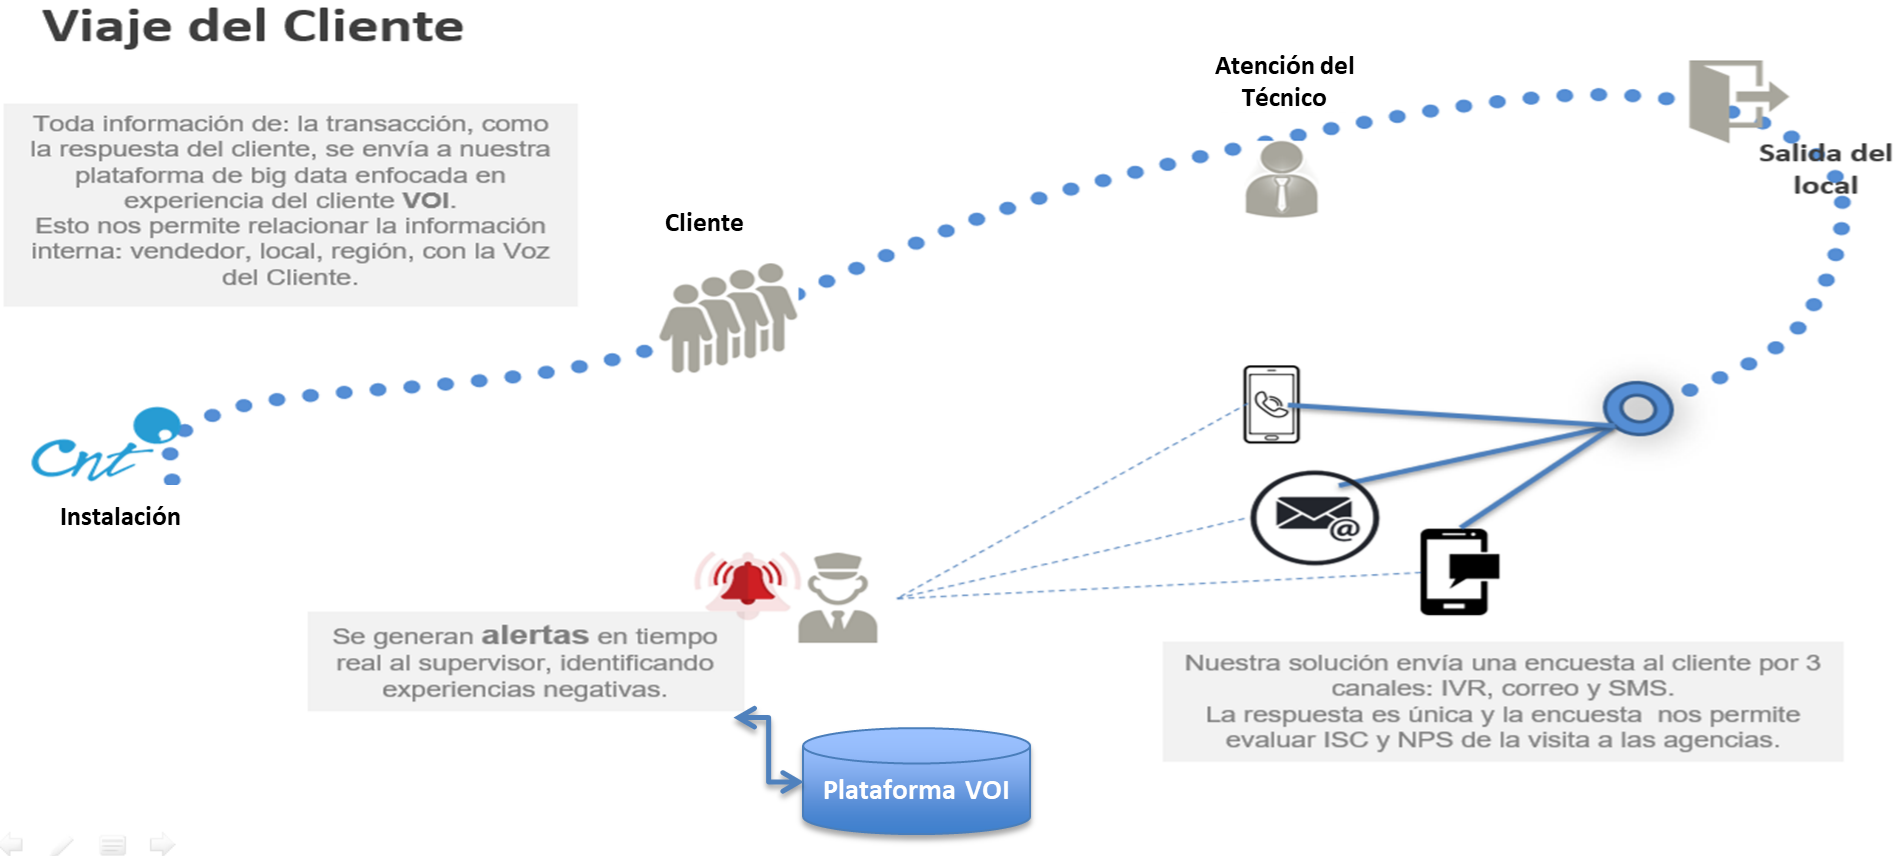 Viaje del Cliente
Toda información de: la transacción, como
la respuesta del cliente, se envía a nuestra
plataforma de big data enfocada en
experiencia del cliente VOI.
Esto nos permite relacionar la información
interna: vendedor, local, región, con la Voz
del Cliente.
Cnt
Instalación
Cliente
Atención del
Técnico
Salida del
local
@
Se generan alertas en tiempo
real al supervisor, identificando
experiencias negativas.
Plataforma VOI
Nuestra solución envía una encuesta al cliente por 3
canales: IVR, correo y SMS.
La respuesta es única y la encuesta  nos permite
evaluar ISC y NPS de la visita a las agencias.